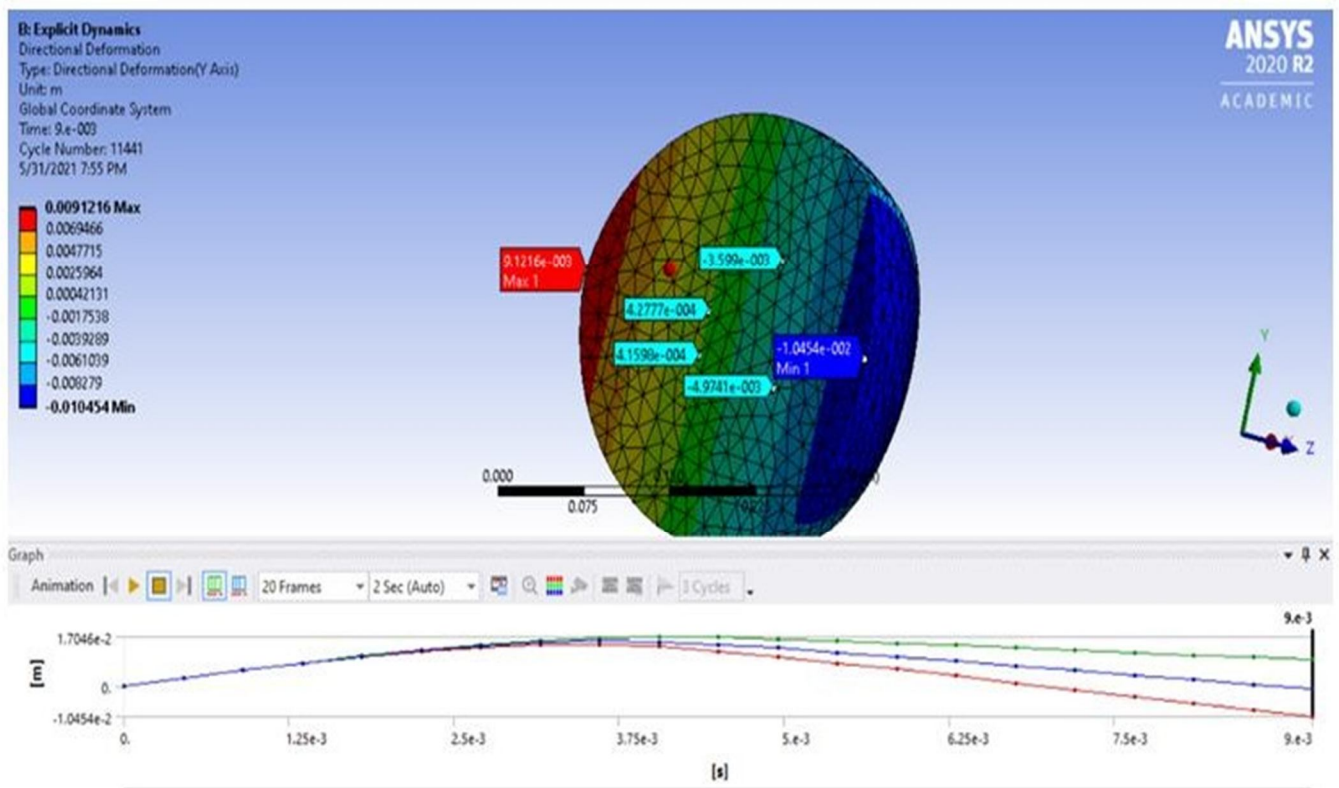 B: Explicit Dynamics
Directional Deformation
Type: Directional Deformation(Y Axis)
Unit: m
Global Coordinate System
Time: 9.e-003
Cycle Number: 11441
5/31/2021 7:55 PM
0.0091216 Max
0.0069466
0.0047715
0.0025964
0.00042131
-0.0017538
-0.0039289
-0.0061039
-0.008279
-0.010454 Min
ANSYS
2020 R2
ACADEMIC
9.1216e-003
Max 1
-3.599e-003
4.2777e-004
4.1598e-004
-1.0454e-002
Min 1
-4.9741e-003
Y
Z
0.000
0.075
Graph
Animation 20 Frames 2 Sec (Auto) 3 Cycles
9.e-3
1.7046e-2
0.
-1.0454e-2
[m]
0. 1.25e-3 2.5e-3 3.75e-3 5.e-3 6.25e-3 7.5e-3 9.e-3
[s]